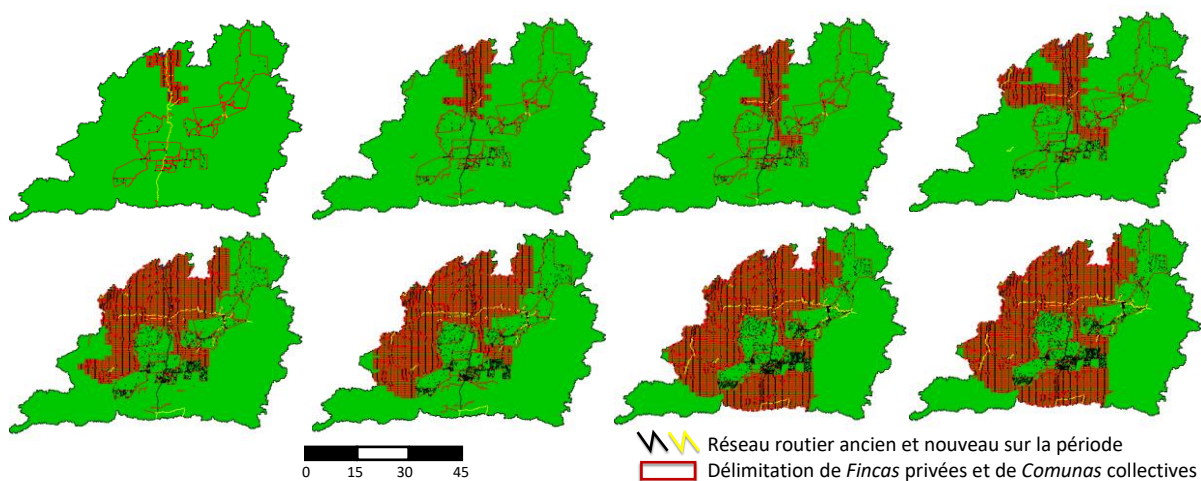 0 15 30 45
Réseau routier ancien et nouveau sur la période
Délimitation de Fincas privées et de Comunas collectives